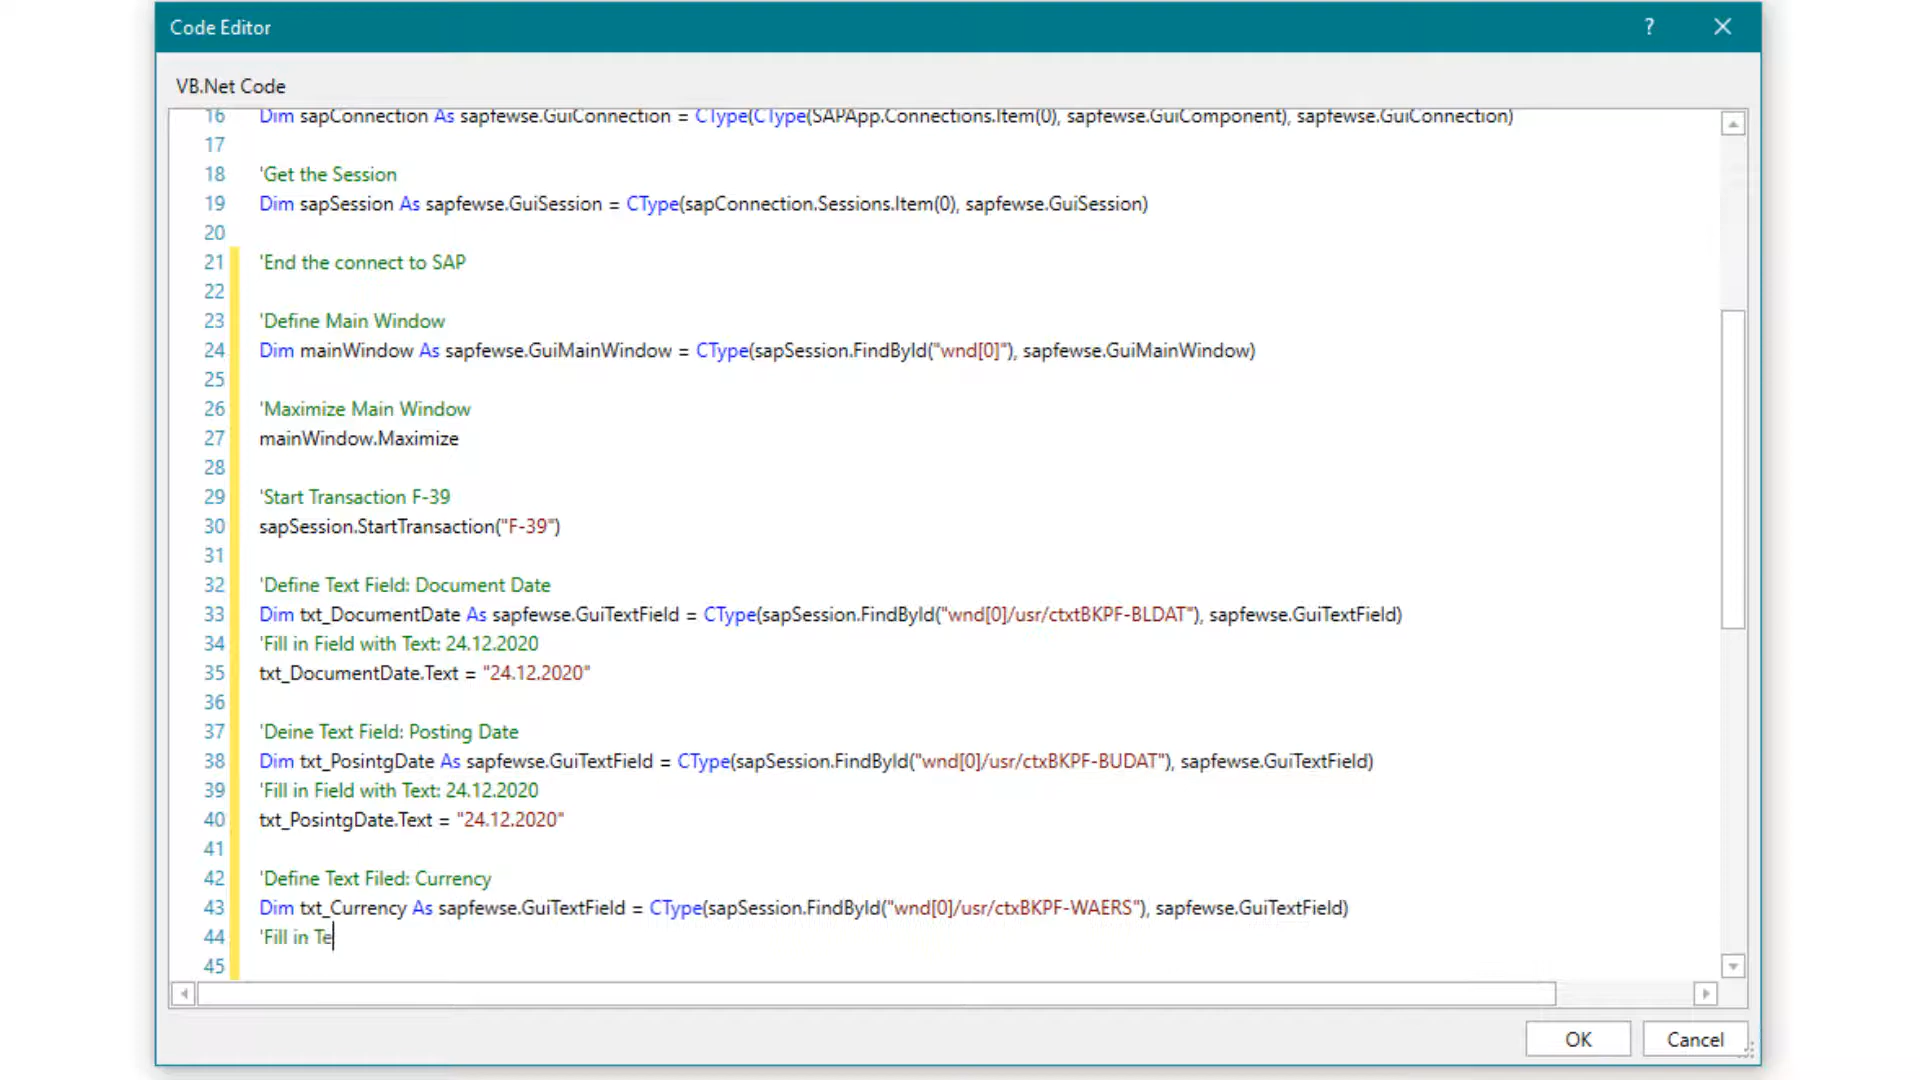 Code Editor
?
VB.Net Code
16 Dim sapConnection As sapfewse.GuiConnection = CType(CType(SAPApp.Connections.Item(0), sapfewse.GuiComponent), sapfewse.GuiConnection)
17
18 'Get the Session
19 Dim sapSession As sapfewse.GuiSession = CType(sapConnection.Sessions.Item(0), sapfewse.GuiSession)
20
21 'End the connect to SAP
22
23 'Define Main Window
24 Dim mainWindow As sapfewse.GuiMainWindow = CType(sapSession.FindById("wnd[0]"), sapfewse.GuiMainWindow)
25
26 'Maximize Main Window
27 mainWindow.Maximize
28
29 'Start Transaction F-39
30 sapSession.StartTransaction("F-39")
31
32 'Define Text Field: Document Date
33 Dim txt_DocumentDate As sapfewse.GuiTextField = CType(sapSession.FindById("wnd[0]/usr/ctxtBKPF-BLDAT"), sapfewse.GuiTextField)
34 'Fill in Field with Text: 24.12.2020
35 txt_DocumentDate.Text = "24.12.2020"
36
37 'Deine Text Field: Posting Date
38 Dim txt_PosintgDate As sapfewse.GuiTextField = CType(sapSession.FindById("wnd[0]/usr/ctxBKPF-BUDAT"), sapfewse.GuiTextField)
39 'Fill in Field with Text: 24.12.2020
40 txt_PosintgDate.Text = "24.12.2020"
41
42 'Define Text Filed: Currency
43 Dim txt_Currency As sapfewse.GuiTextField = CType(sapSession.FindById("wnd[0]/usr/ctxBKPF-WAERS"), sapfewse.GuiTextField)
44 'Fill in Te
45
OK Cancel